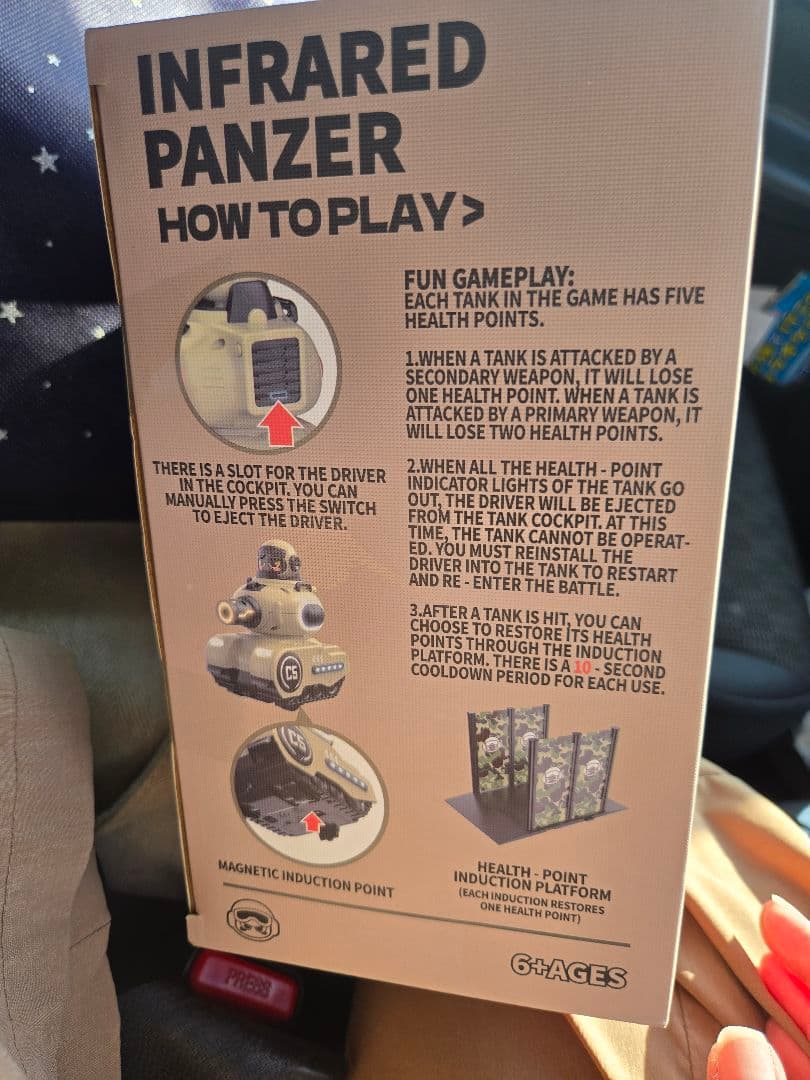 INFRARED
PANZER
HOW TO PLAY>
FUN GAMEPLAY:
EACH TANK IN THE GAME HAS FIVE
HEALTH POINTS.
1.WHEN A TANK IS ATTACKED BY A
SECONDARY WEAPON, IT WILL LOSE
ONE HEALTH POINT. WHEN A TANK IS
ATTACKED BY A PRIMARY WEAPON, IT
WILL LOSE TWO HEALTH POINTS.
THERE IS A SLOT FOR THE DRIVER
IN THE COCKPIT. YOU CAN
MANUALLY PRESS THE SWITCH
TO EJECT THE DRIVER.
2.WHEN ALL THE HEALTH - POINT
INDICATOR LIGHTS OF THE TANK GO
OUT, THE DRIVER WILL BE EJECTED
FROM THE TANK COCKPIT. AT THIS
TIME, THE TANK CANNOT BE OPERAT-
ED. YOU MUST REINSTALL THE
DRIVER INTO THE TANK TO RESTART
AND RE - ENTER THE BATTLE.
3.AFTER A TANK IS HIT, YOU CAN
CHOOSE TO RESTORE ITS HEALTH
POINTS THROUGH THE INDUCTION
PLATFORM. THERE IS A 10 - SECOND
COOLDOWN PERIOD FOR EACH USE.
C5
C5
MAGNETIC INDUCTION POINT
HEALTH - POINT
INDUCTION PLATFORM
(EACH INDUCTION RESTORES
ONE HEALTH POINT)
6+AGES
PRESS